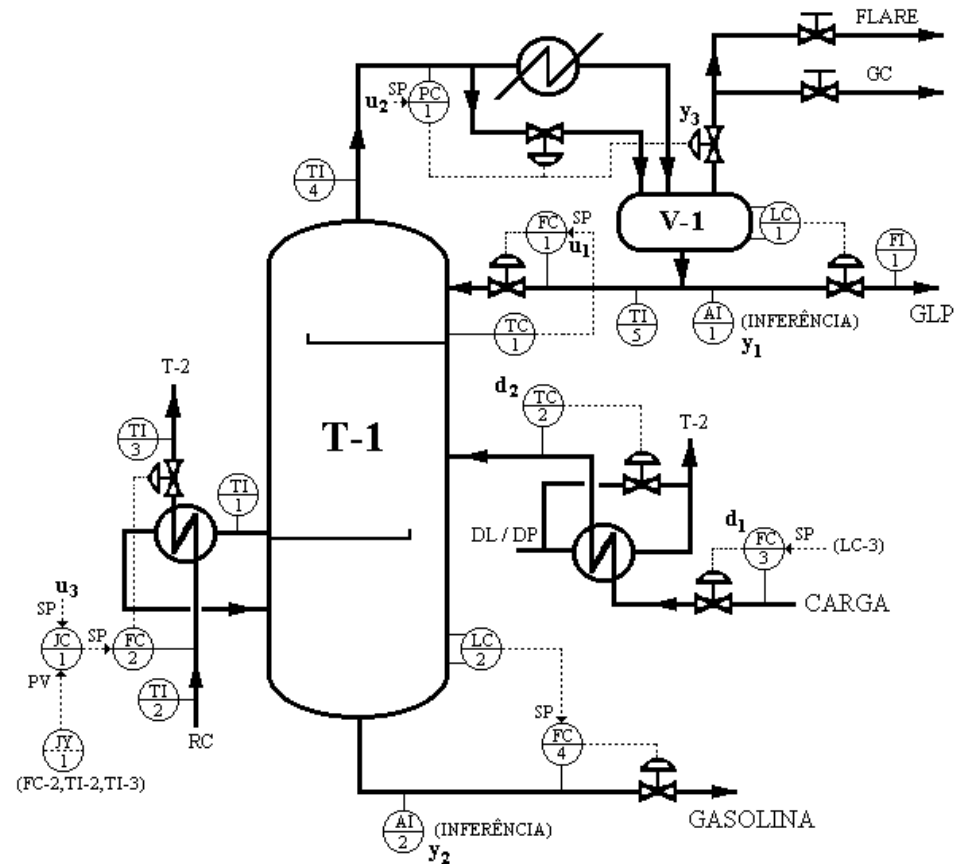 FLARE
GC
SP
u₂
PC
1
y₃
TI
4
FC
1
SP
u₁
V-1
LC
1
FI
1
GLP
TC
1
TI
5
AI
1
(INFERÊNCIA)
y₁
T-2
TI
3
T-1
d₂
TC
2
T-2
TI
1
DL / DP
d₁
FC
3
SP
(LC-3)
CARGA
u₃
SP
JC
1
SP
FC
2
PV
TI
2
RC
JY
1
(FC-2,TI-2,TI-3)
LC
2
SP
FC
4
GASOLINA
AI
2
(INFERÊNCIA)
y₂